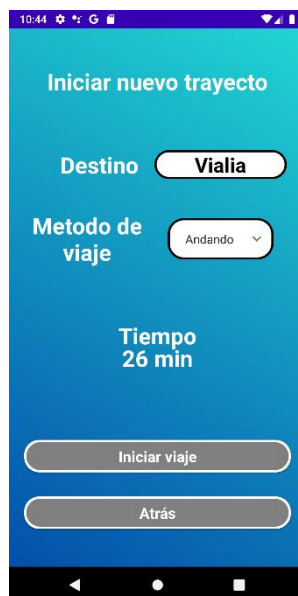 10:44 G
Iniciar nuevo trayecto
Destino Vialia
Metodo de
viaje
Andando
Tiempo
26 min
Iniciar viaje
Atrás